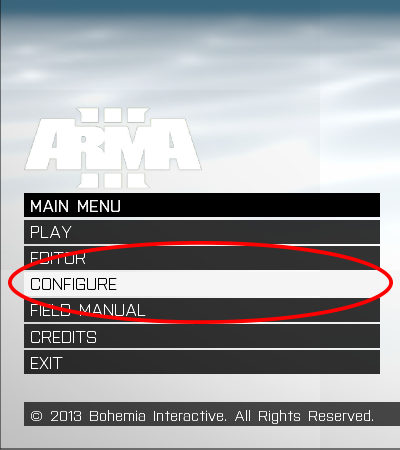 ARMA
III
MAIN MENU
PLAY
EDITOR
CONFIGURE
FIELD MANUAL
CREDITS
EXIT
© 2013 Bohemia Interactive. All Rights Reserved.